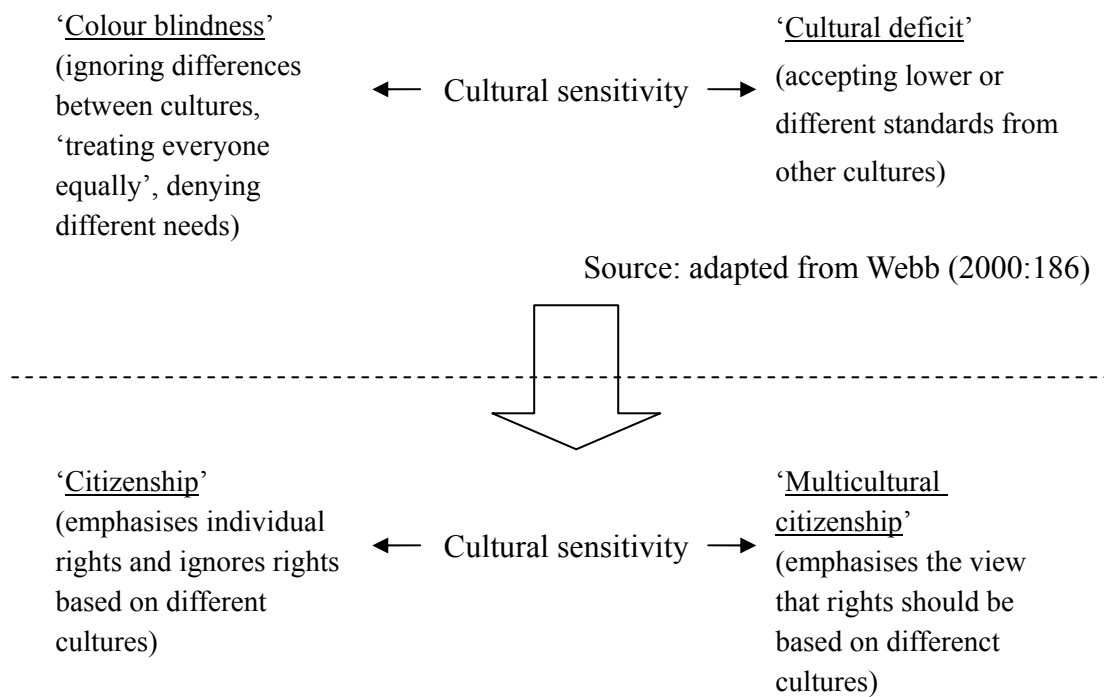 ‘Colour blindness’
(ignoring differences
between cultures,
‘treating everyone
equally’, denying
different needs)
Cultural sensitivity
‘Cultural deficit’
(accepting lower or
different standards from
other cultures)
Source: adapted from Webb (2000:186)
‘Citizenship’
(emphasises individual
rights and ignores rights
based on different
cultures)
Cultural sensitivity
‘Multicultural
citizenship’
(emphasises the view
that rights should be
based on differenct
cultures)